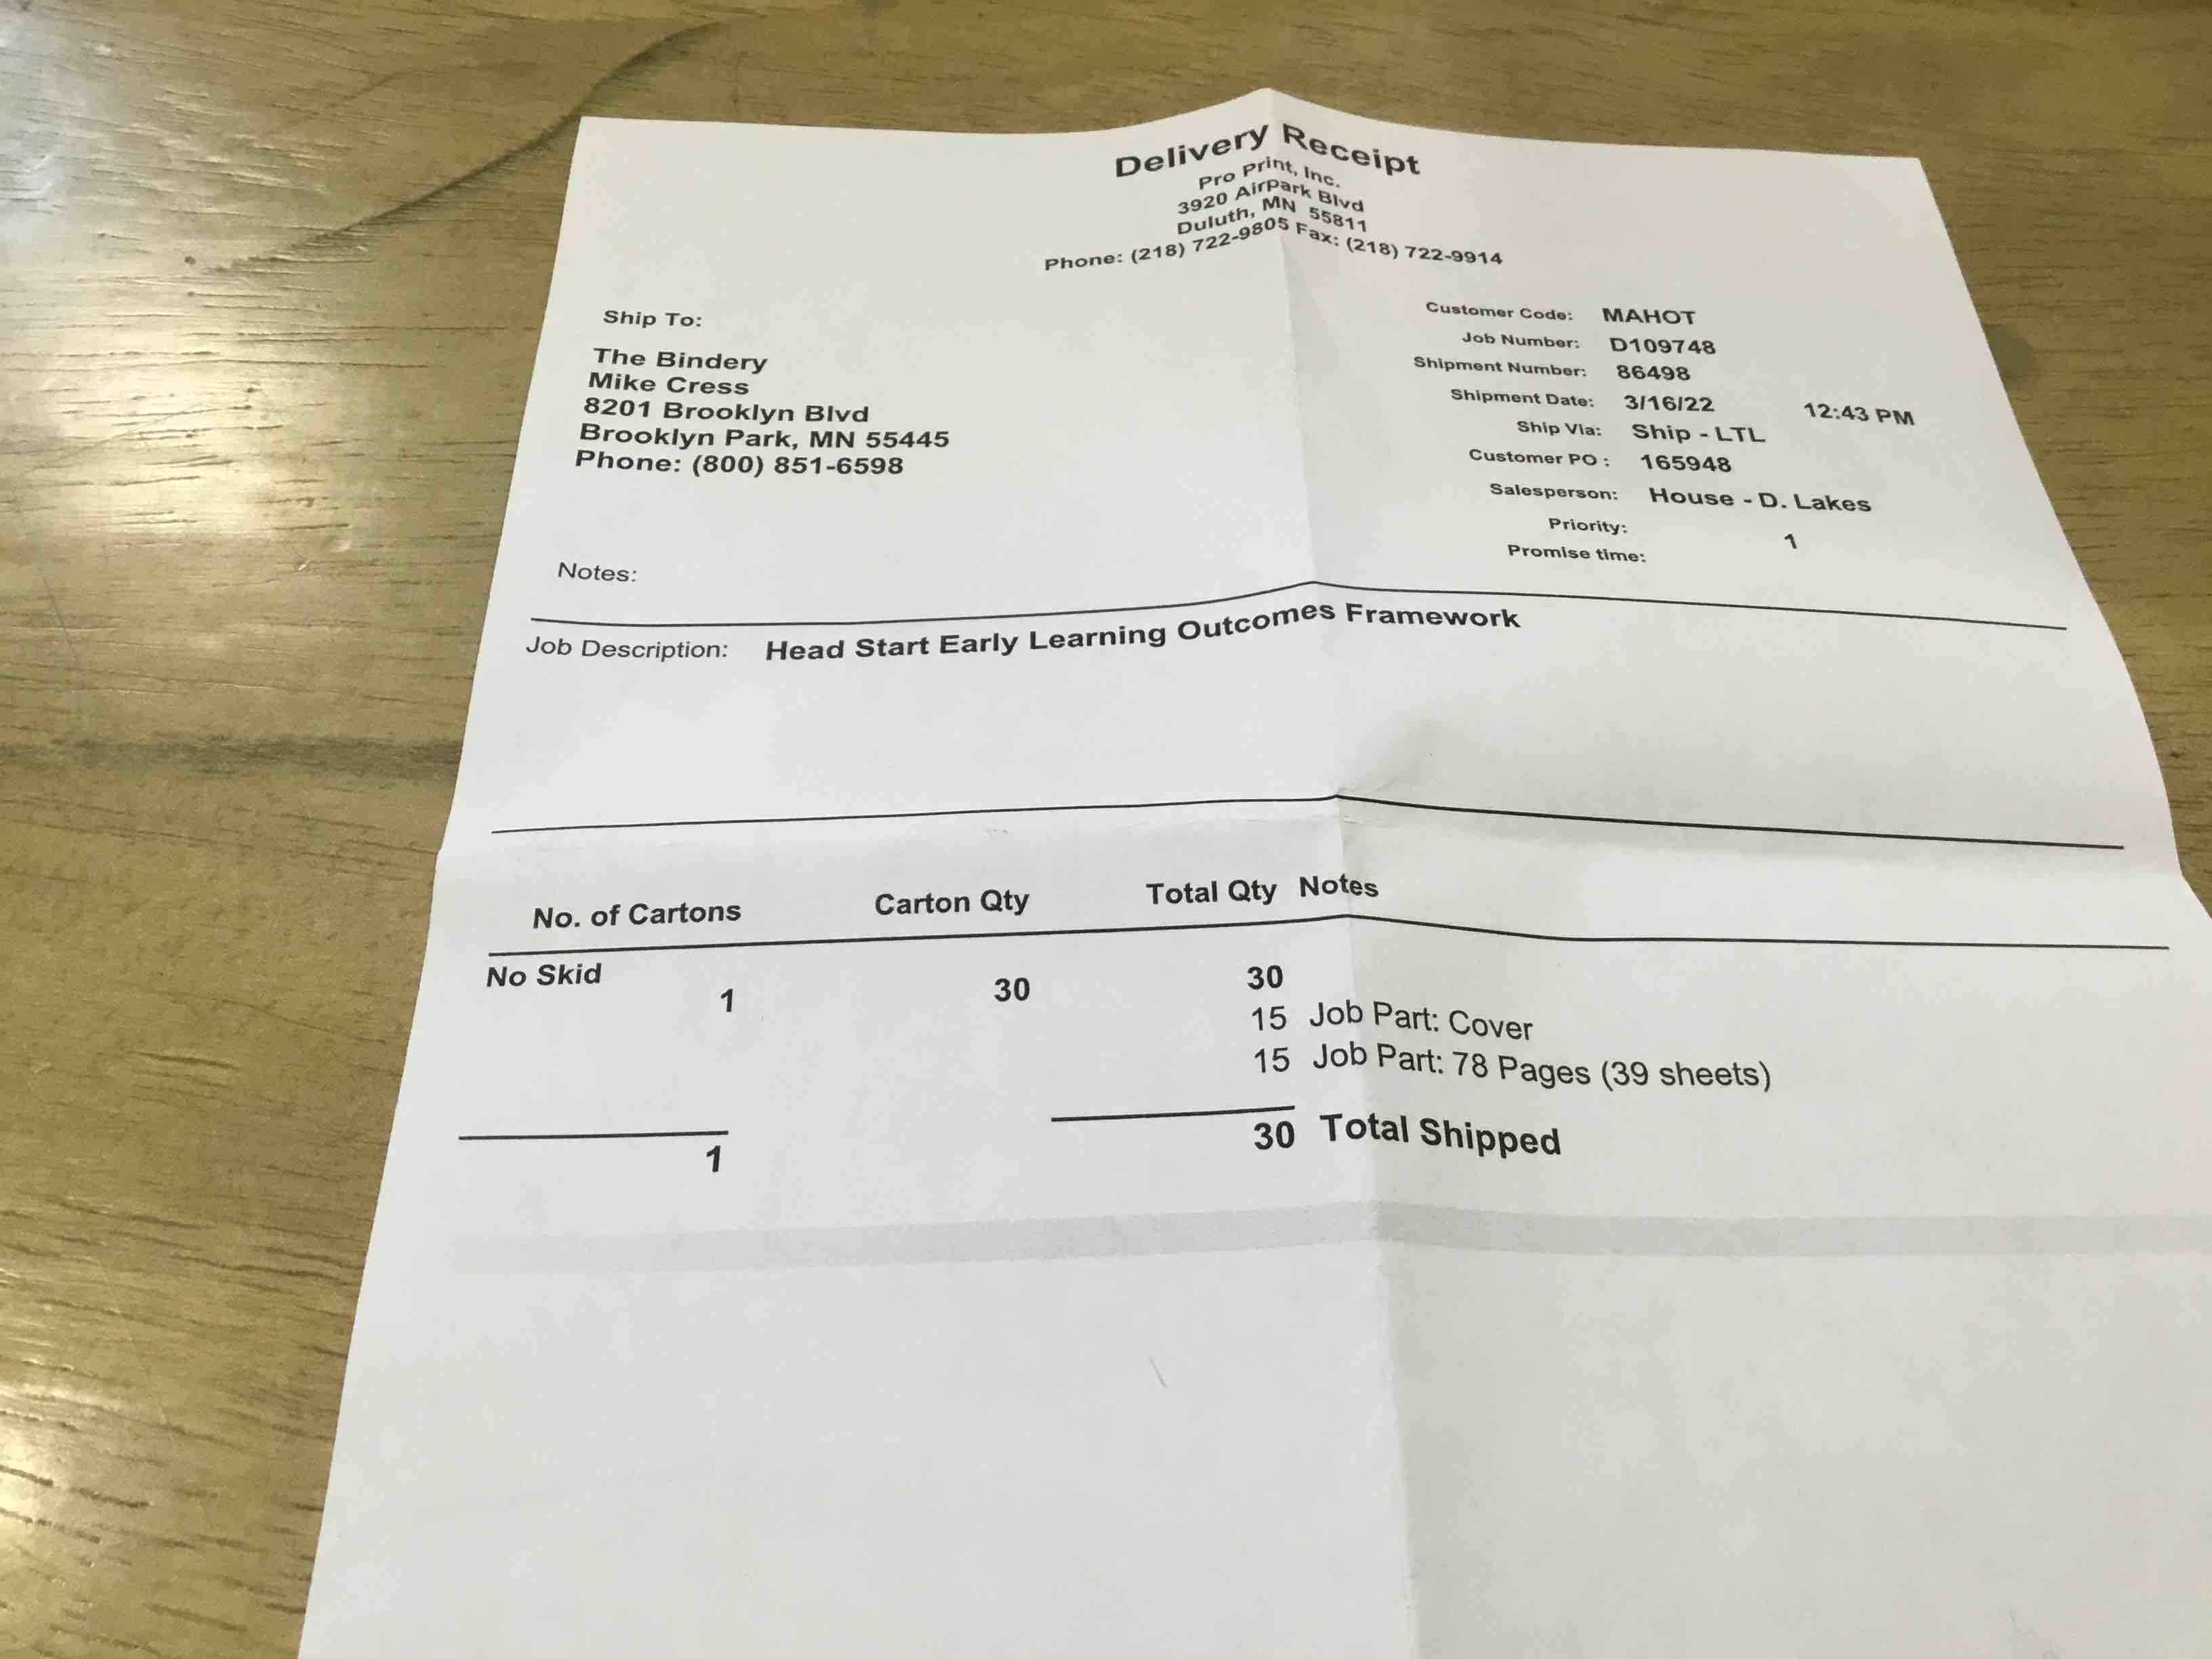 Delivery Receipt
Pro Print, Inc.
3920 AirPark Blvd
Duluth, MN  55811
Phone: (218) 722-9805 Fax: (218) 722-9914
Ship To:
The Bindery
Mike Cress
8201 Brooklyn Blvd
Brooklyn Park, MN 55445
Phone: (800) 851-6598
Customer Code: MAHOT
Job Number: D109748
Shipment Number: 86498
Shipment Date: 3/16/22 12:43 PM
Ship Via: Ship - LTL
Customer PO : 165948
Salesperson: House - D. Lakes
Priority: 1
Promise time:
Notes:
Job Description: Head Start Early Learning Outcomes Framework
No. of Cartons Carton Qty Total Qty Notes
No Skid
1 30 30
15 Job Part: Cover
15 Job Part: 78 Pages (39 sheets)
1 30 Total Shipped